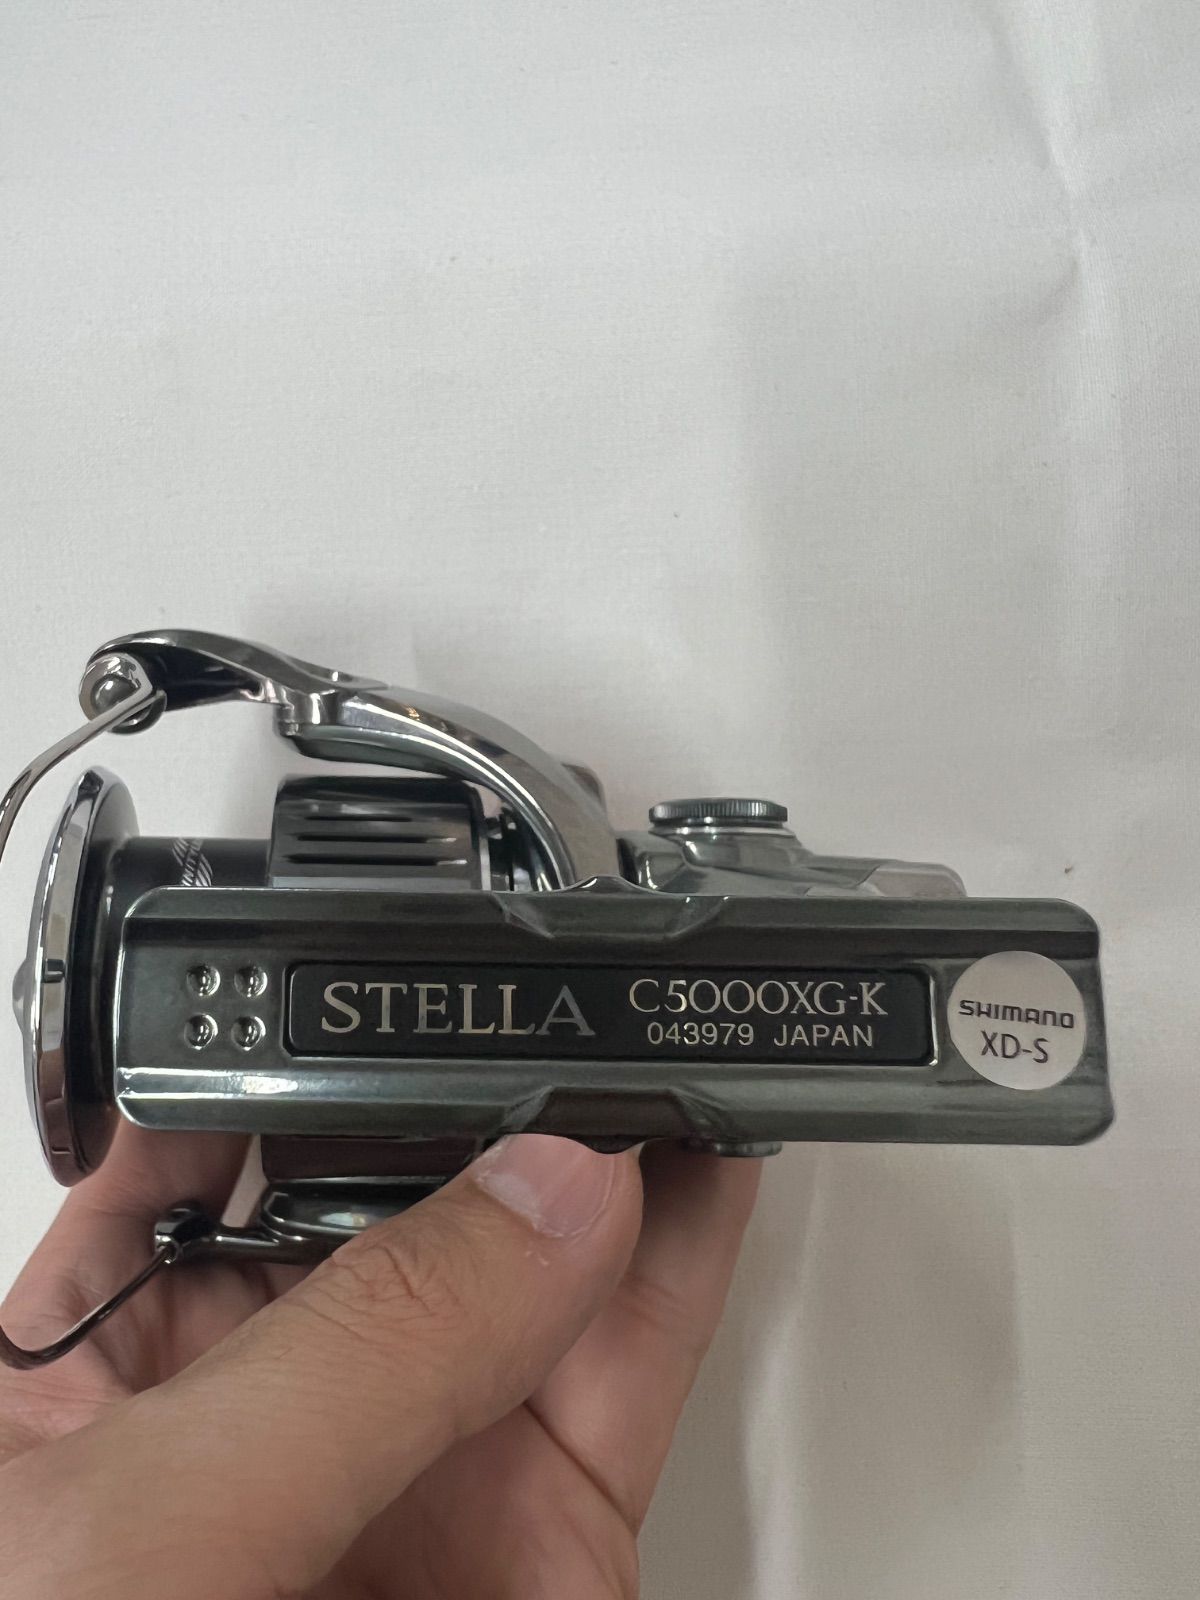 STELLA
C5000XG-K
043979 JAPAN
SHIMANO
XD-S